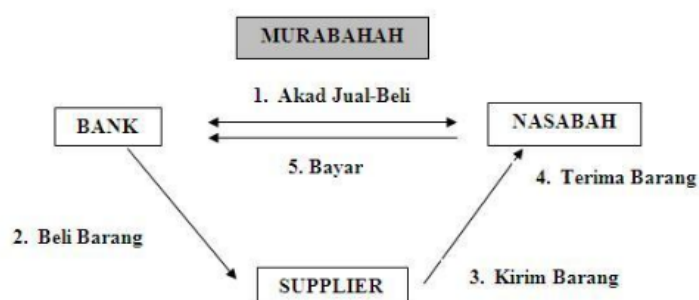 MURABAHAH
1. Akad Jual-Beli
BANK
NASABAH
5. Bayar
4. Terima Barang
2. Beli Barang
SUPPLIER
3. Kirim Barang